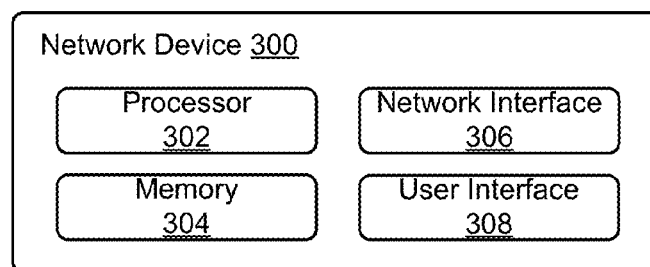 Network Device 300
Processor
302
Network Interface
306
Memory
304
User Interface
308